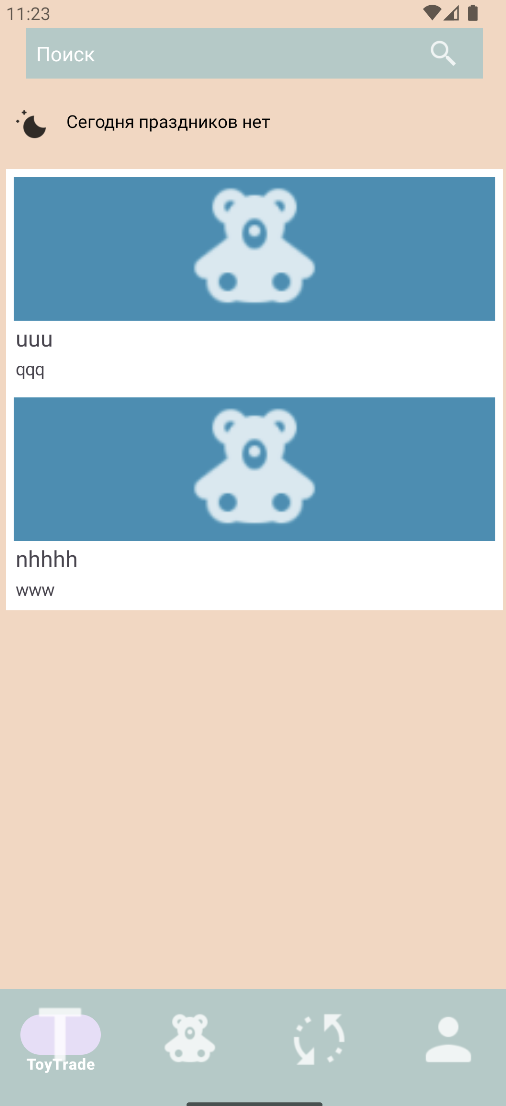 11:23
Поиск
Сегодня праздников нет
uuu
qqq
nhhhh
www
T
ToyTrade